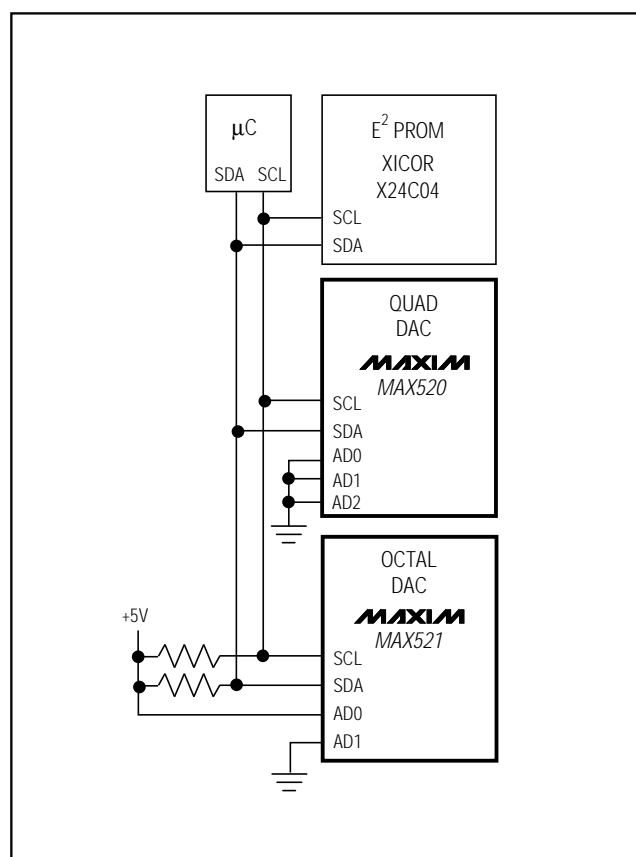 μC
SDA SCL
E² PROM
XICOR
X24C04
SCL
SDA
QUAD
DAC
MAXIM
MAX520
SCL
SDA
AD0
AD1
AD2
OCTAL
DAC
MAXIM
MAX521
+5V
SCL
SDA
AD0
AD1